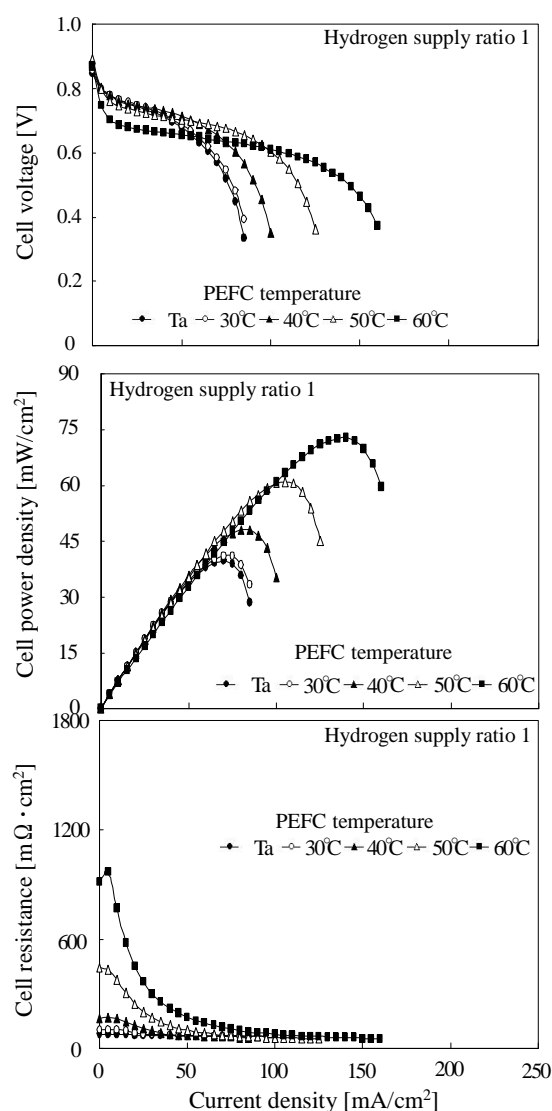 Hydrogen supply ratio 1
Cell voltage [V]
1.0
0.8
0.6
0.4
0.2
0
PEFC temperature
Ta 30℃ 40℃ 50℃ 60℃
Hydrogen supply ratio 1
Cell power density [mW/cm²]
90
75
60
45
30
15
0
PEFC temperature
Ta 30℃ 40℃ 50℃ 60℃
Hydrogen supply ratio 1
Cell resistance [mΩ・cm²]
1800
1200
600
0
PEFC temperature
Ta 30℃ 40℃ 50℃ 60℃
0 50 100 150 200 250
Current density [mA/cm²]